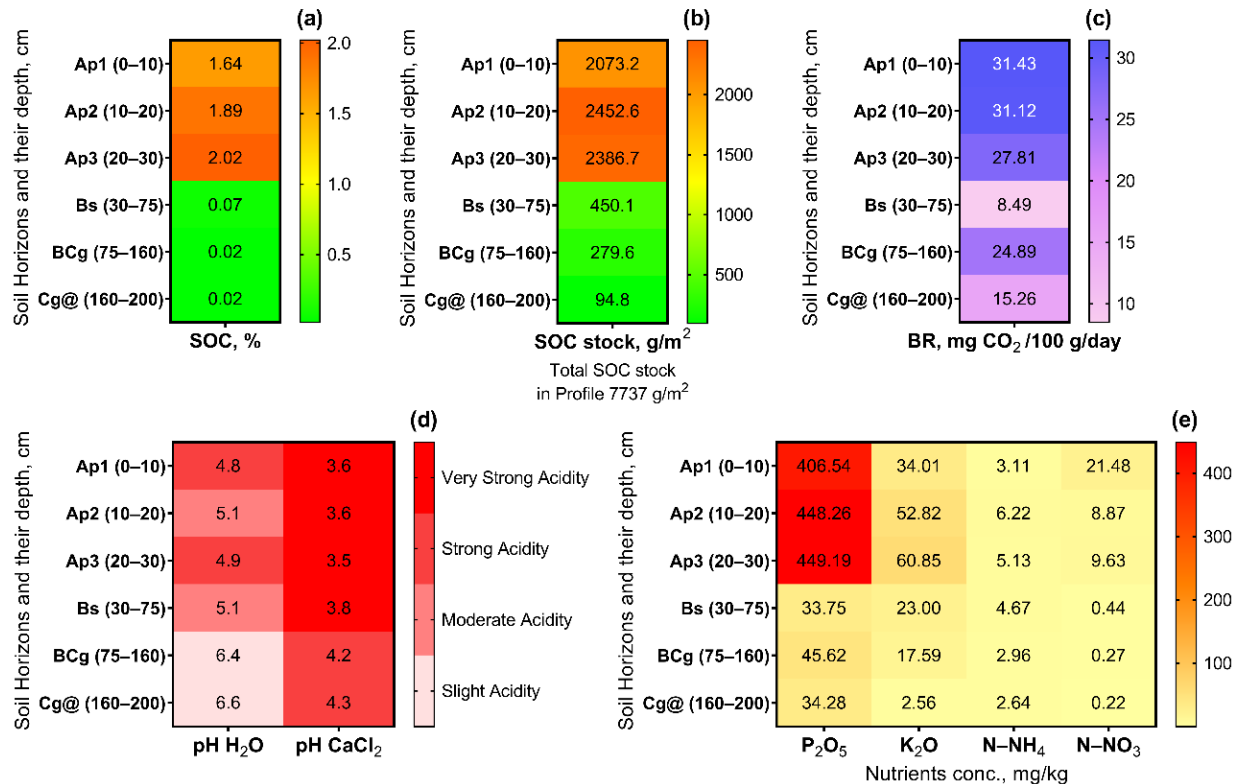 (a)
Soil Horizons and their depth, cm
Ap1 (0–10)
Ap2 (10–20)
Ap3 (20–30)
Bs (30–75)
BCg (75–160)
Cg@ (160–200)
1.64
1.89
2.02
0.07
0.02
0.02
SOC, %
2.0
1.5
1.0
0.5
(b)
Soil Horizons and their depth, cm
Ap1 (0–10)
Ap2 (10–20)
Ap3 (20–30)
Bs (30–75)
BCg (75–160)
Cg@ (160–200)
2073.2
2452.6
2386.7
450.1
279.6
94.8
SOC stock, g/m²
Total SOC stock
in Profile 7737 g/m²
2000
1500
1000
500
(c)
Soil Horizons and their depth, cm
Ap1 (0–10)
Ap2 (10–20)
Ap3 (20–30)
Bs (30–75)
BCg (75–160)
Cg@ (160–200)
31.43
31.12
27.81
8.49
24.89
15.26
BR, mg CO₂ /100 g/day
30
25
20
15
10
(d)
Soil Horizons and their depth, cm
Ap1 (0–10) 4.8 3.6
Ap2 (10–20) 5.1 3.6
Ap3 (20–30) 4.9 3.5
Bs (30–75) 5.1 3.8
BCg (75–160) 6.4 4.2
Cg@ (160–200) 6.6 4.3
pH H₂O pH CaCl₂
Very Strong Acidity
Strong Acidity
Moderate Acidity
Slight Acidity
(e)
Soil Horizons and their depth, cm
Ap1 (0–10) 406.54 34.01 3.11 21.48
Ap2 (10–20) 448.26 52.82 6.22 8.87
Ap3 (20–30) 449.19 60.85 5.13 9.63
Bs (30–75) 33.75 23.00 4.67 0.44
BCg (75–160) 45.62 17.59 2.96 0.27
Cg@ (160–200) 34.28 2.56 2.64 0.22
P₂O₅ K₂O N–NH₄ N–NO₃
Nutrients conc., mg/kg
400
300
200
100